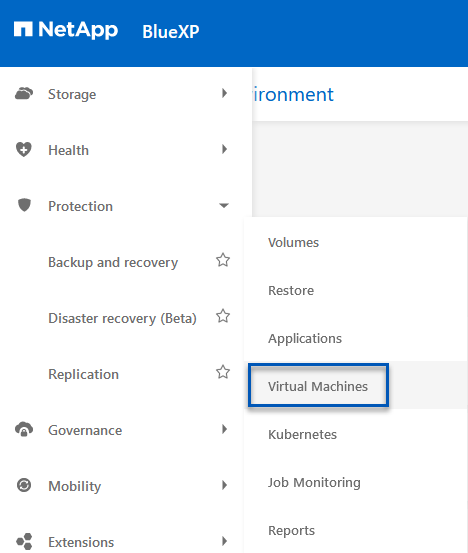 NetApp BlueXP
Storage
ironment
Health
Protection
Volumes
Backup and recovery
Restore
Disaster recovery (Beta)
Applications
Replication
Virtual Machines
Governance
Kubernetes
Mobility
Job Monitoring
Extensions
Reports